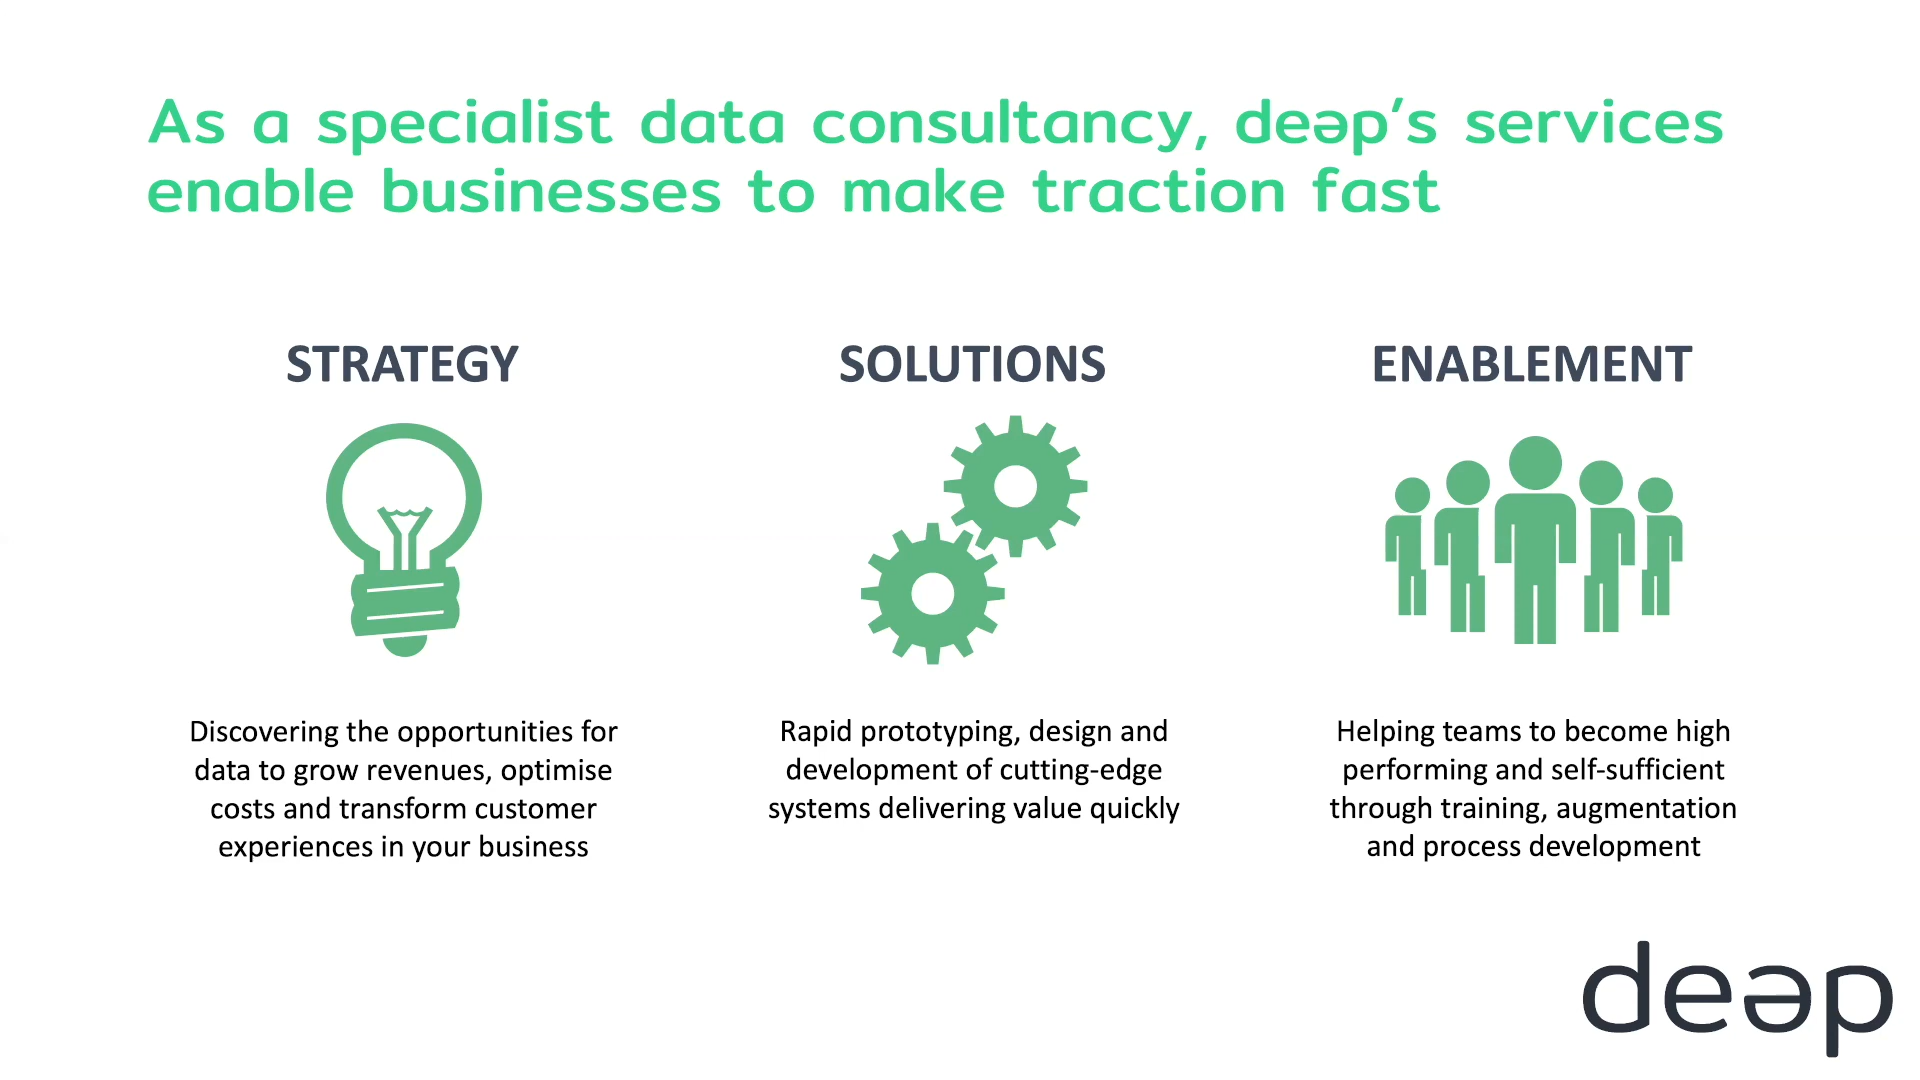 As a specialist data consultancy, deəp’s services
enable businesses to make traction fast
STRATEGY
Discovering the opportunities for
data to grow revenues, optimise
costs and transform customer
experiences in your business
SOLUTIONS
Rapid prototyping, design and
development of cutting-edge
systems delivering value quickly
ENABLEMENT
Helping teams to become high
performing and self-sufficient
through training, augmentation
and process development
deəp